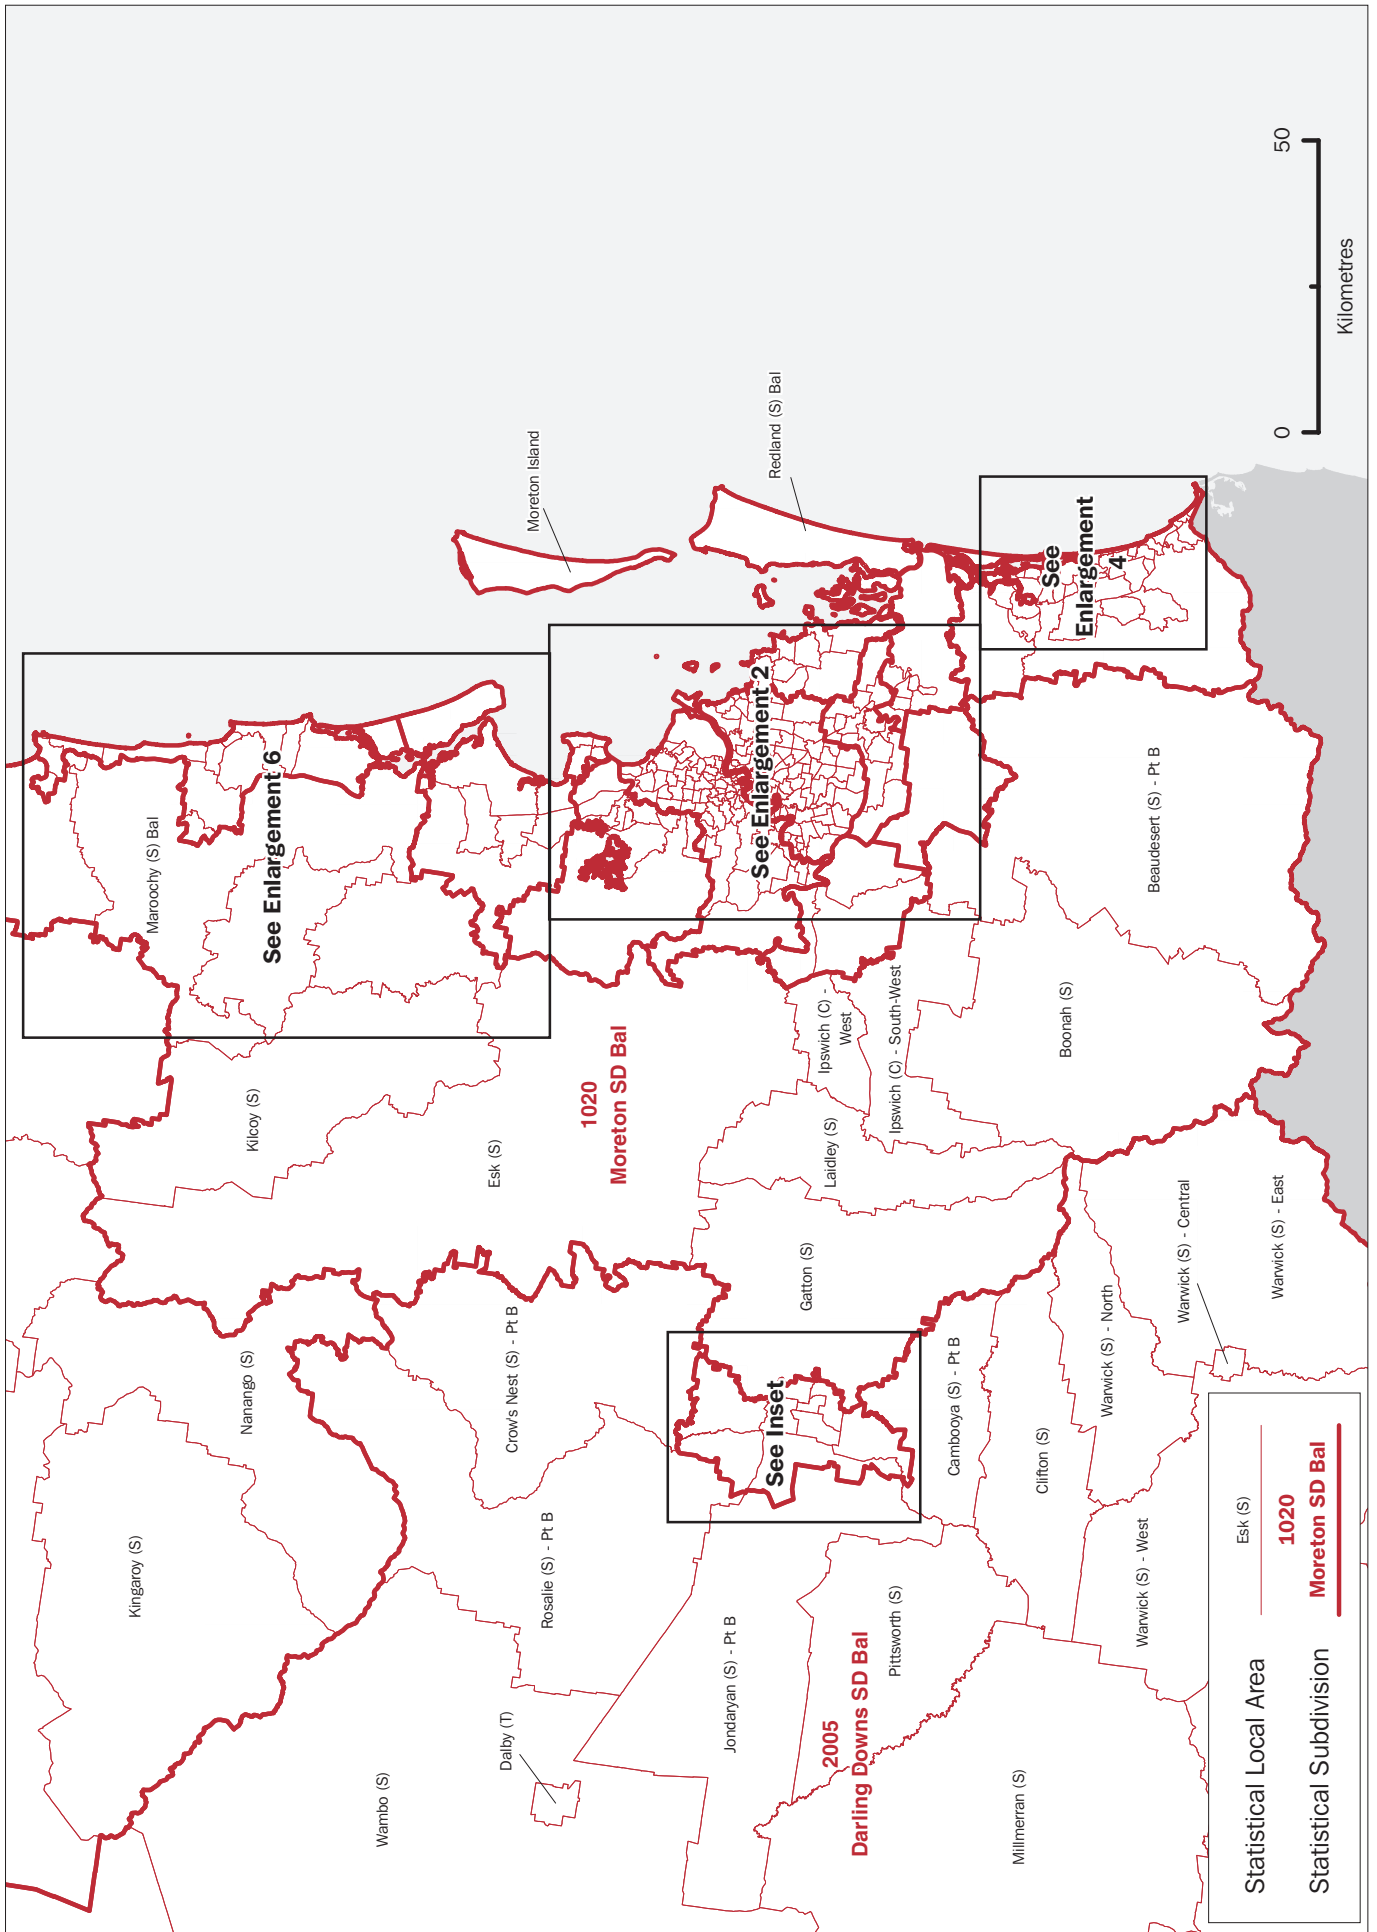 Kingaroy (S)
Nanango (S)
Kilcoy (S)
Maroochy (S) Bal
See Enlargement 6
Wambo (S)
Dalby (T)
Rosalie (S) - Pt B
Crow's Nest (S) - Pt B
Esk (S)
1020
Moreton SD Bal
Moreton Island
See Enlargement 2
Redland (S) Bal
Jondaryan (S) - Pt B
See Inset
Gatton (S)
Laidley (S)
Ipswich (C) -
West
Ipswich (C) - South-West
2005
Darling Downs SD Bal
Pittsworth (S)
Cambooya (S) - Pt B
Millmerran (S)
Clifton (S)
Boonah (S)
See
Enlargement
4
Warwick (S) - West
Warwick (S) - North
Warwick (S) - Central
Warwick (S) - East
Beaudesert (S) - Pt B
Statistical Local Area
Esk (S)
Statistical Subdivision
1020
Moreton SD Bal
0
50
Kilometres